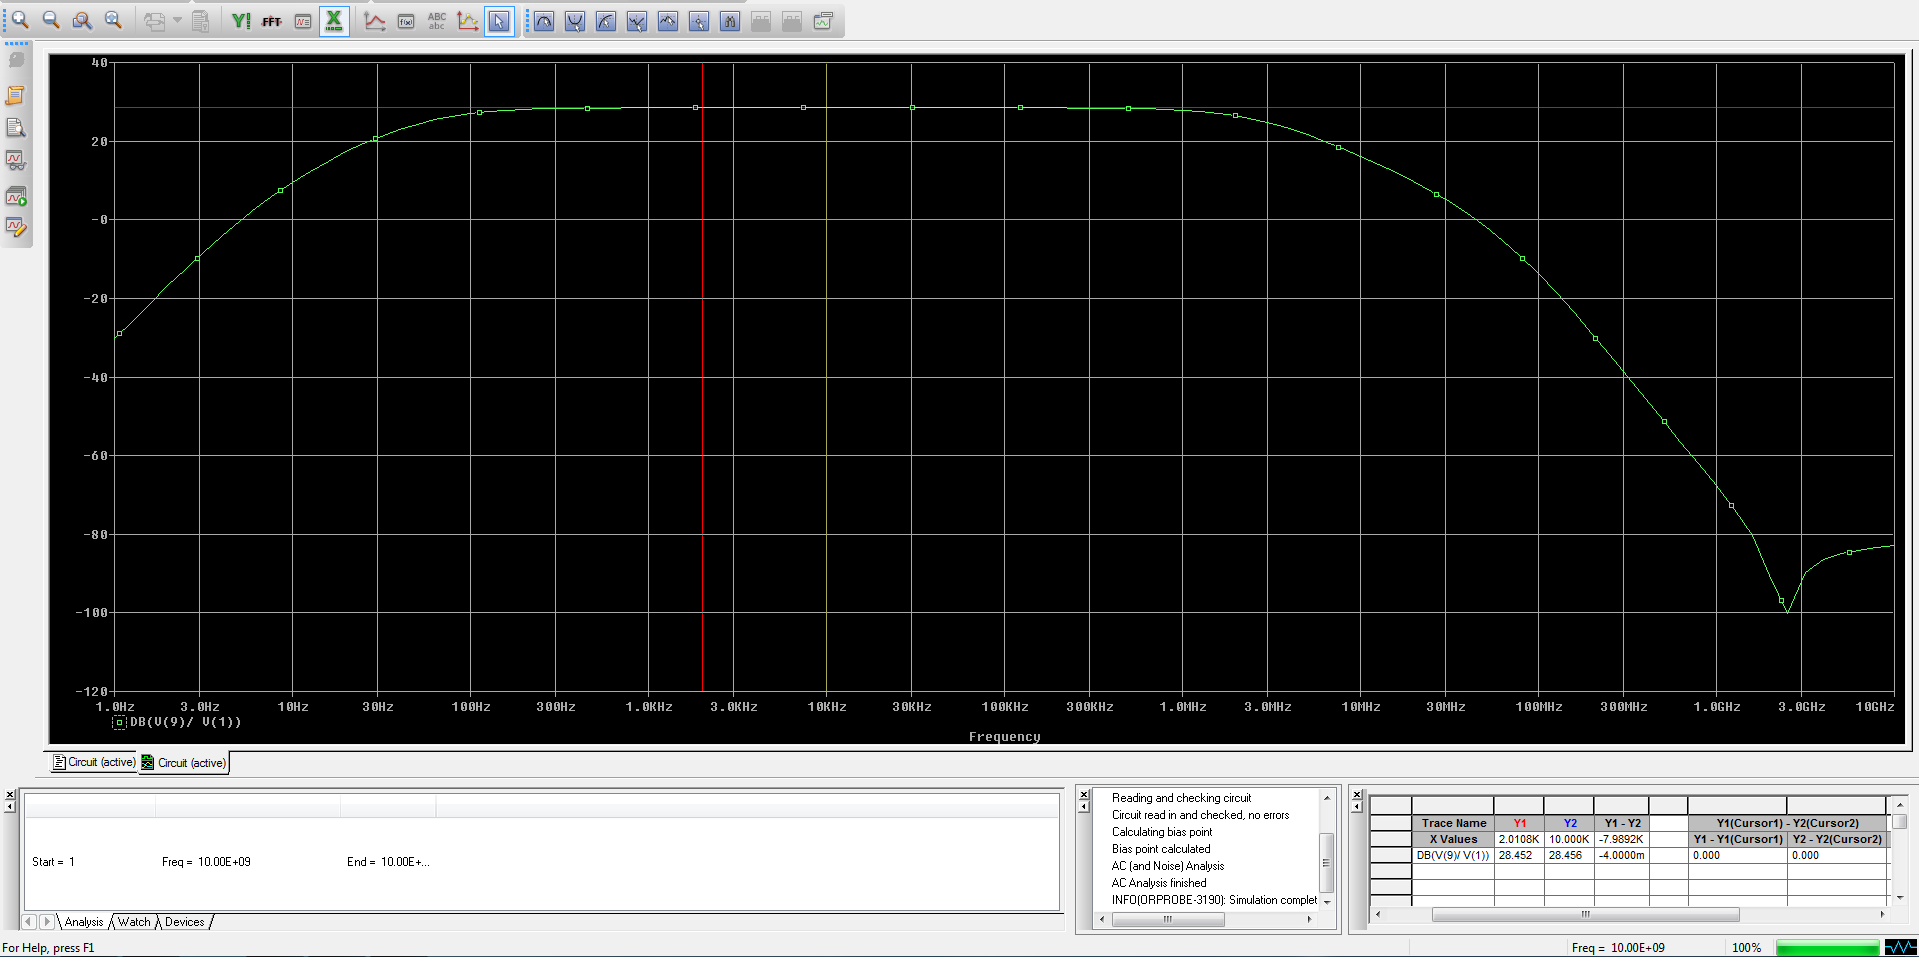 Y! FFT
f(x) ABC
abc
40
20
-0
-20
-40
-60
-80
-100
-120
1.0Hz 3.0Hz 10Hz 30Hz 100Hz 300Hz 1.0KHz 3.0KHz 10KHz 30KHz 100KHz 300KHz 1.0MHz 3.0MHz 10MHz 30MHz 100MHz 300MHz 1.0GHz 3.0GHz 10GHz
DB(V(9)/ V(1))
Frequency
Circuit (active) Circuit (active)
Start = 1 Freq = 10.00E+09 End = 10.00E+...
Analysis Watch Devices
Reading and checking circuit
Circuit read in and checked, no errors
Calculating bias point
Bias point calculated
AC (and Noise) Analysis
AC Analysis finished
INFO(ORPROBE-3190): Simulation complet
Y1(Cursor1) - Y2(Cursor2)
Trace Name Y1 Y2 Y1 - Y2
X Values 2.0108K 10.000K -7.9892K Y1 - Y1(Cursor1) Y2 - Y2(Cursor2)
DB(V(9)/ V(1)) 28.452 28.456 -4.0000m 0.000 0.000
For Help, press F1 Freq = 10.00E+09 100%